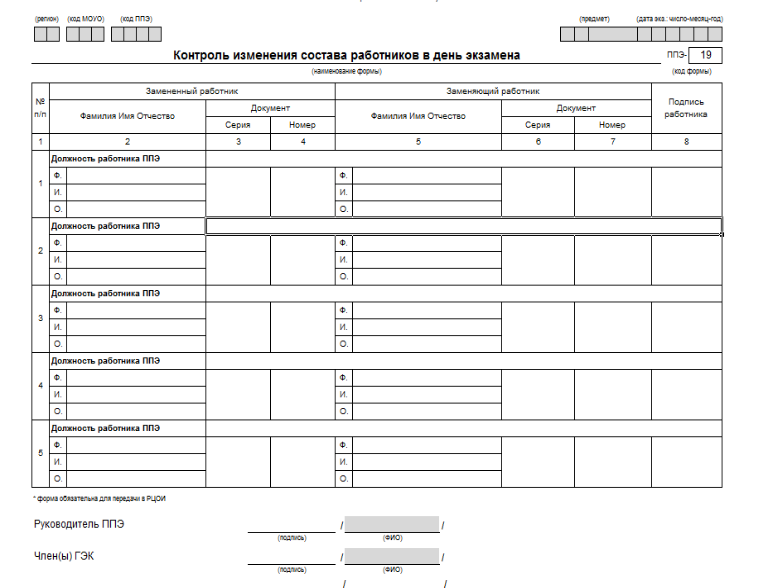 (регион) (код МОУО) (код ППЭ) (предмет) (дата экз.: число-месяц-год)
Контроль изменения состава работников в день экзамена ППЭ- 19
(наименование формы) (код формы)
№ п/п Замененный работник Заменяющий работник Подпись работника
Фамилия Имя Отчество Документ Фамилия Имя Отчество Документ
Серия Номер Серия Номер
1 2 3 4 5 6 7 8
Должность работника ППЭ
1 Ф. Ф.
И. И.
О. О.
Должность работника ППЭ
2 Ф. Ф.
И. И.
О. О.
Должность работника ППЭ
3 Ф. Ф.
И. И.
О. О.
Должность работника ППЭ
4 Ф. Ф.
И. И.
О. О.
Должность работника ППЭ
5 Ф. Ф.
И. И.
О. О.
* форма обязательна для передачи в РЦОИ
Руководитель ППЭ / /
(подпись) (ФИО)
Член(ы) ГЭК / /
(подпись) (ФИО)
/ /